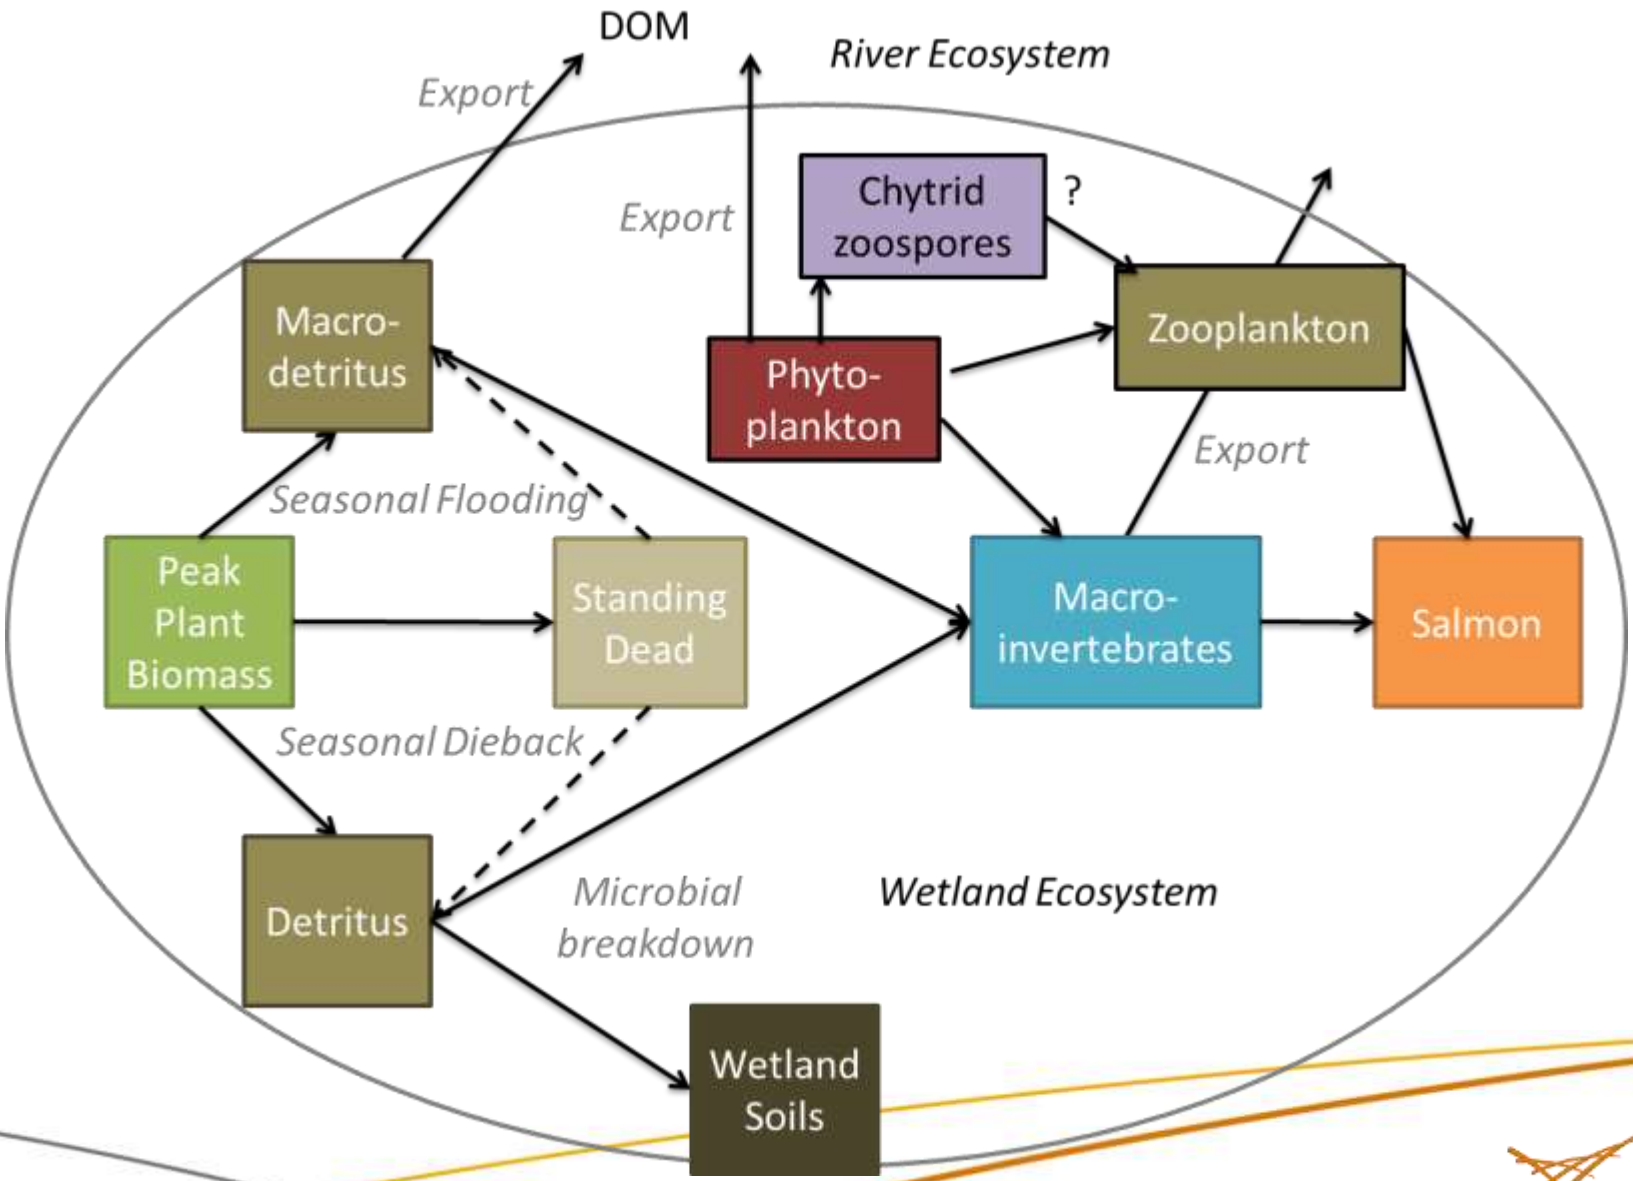 DOM
River Ecosystem
Export
Export
Chytrid
zoospores
?
Macro-
detritus
Zooplankton
Phyto-
plankton
Export
Seasonal Flooding
Peak
Plant
Biomass
Standing
Dead
Macro-
invertebrates
Salmon
Seasonal Dieback
Detritus
Microbial
breakdown
Wetland Ecosystem
Wetland
Soils